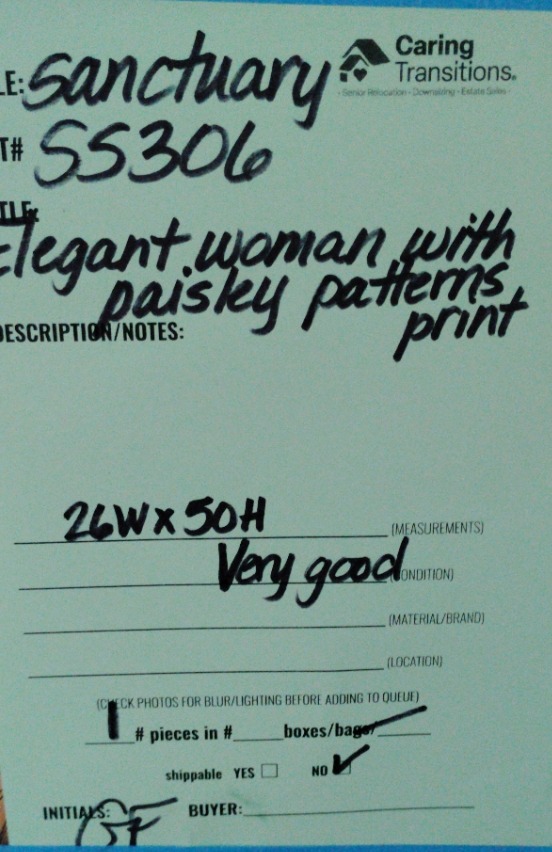 LE: Sanctuary
Caring
Transitions.
- Senior Relocation - Downsizing - Estate Sales -
T# SS306
TLE:
Elegant woman with
paisley patterns
print
DESCRIPTION/NOTES:
26W x 50H (MEASUREMENTS)
Very good CONDITION)
(MATERIAL/BRAND)
(LOCATION)
(CHECK PHOTOS FOR BLUR/LIGHTING BEFORE ADDING TO QUEUE)
1 # pieces in # boxes/bags/
shippable YES NO
INITIALS: BUYER: